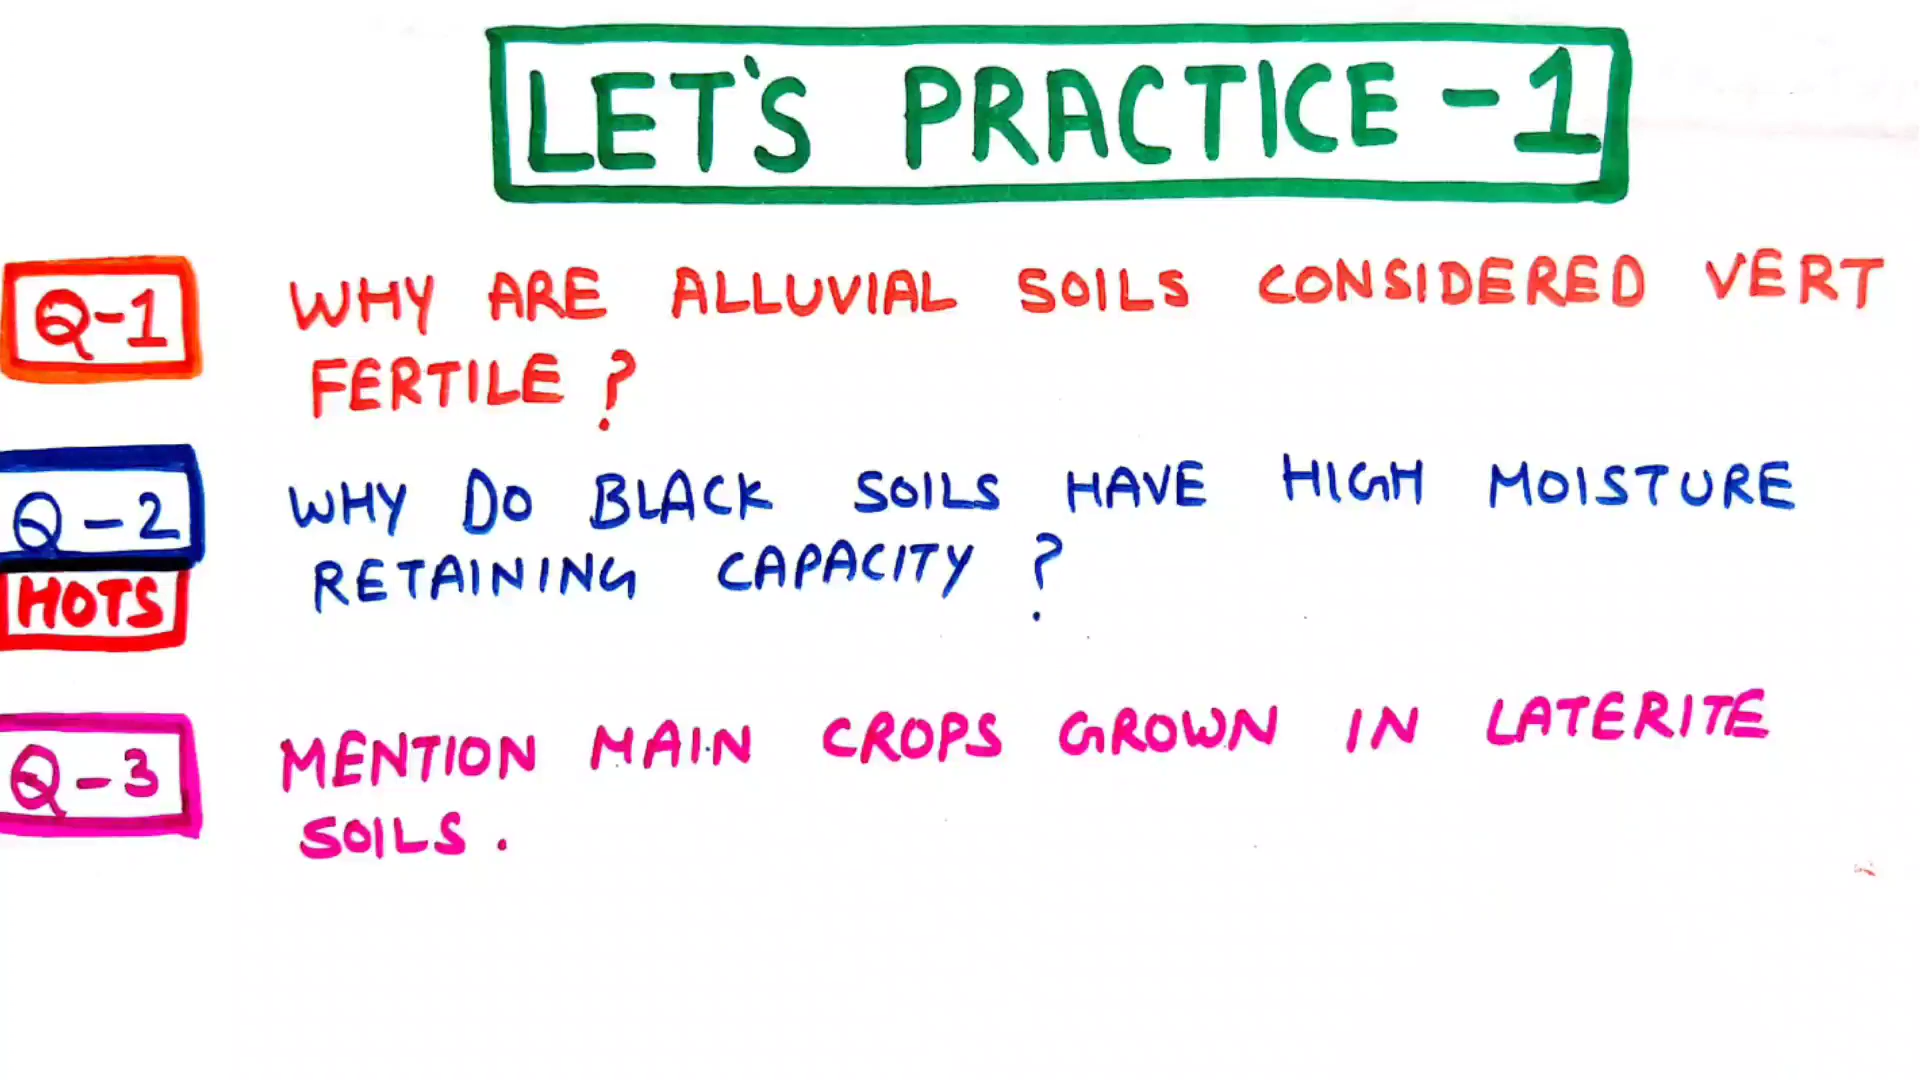 LET'S PRACTICE - 1
Q-1 WHY ARE ALLUVIAL SOILS CONSIDERED VERT
FERTILE ?
Q-2 WHY DO BLACK SOILS HAVE HIGH MOISTURE
HOTS RETAINING CAPACITY ?
Q-3 MENTION MAIN CROPS GROWN IN LATERITE
SOILS.